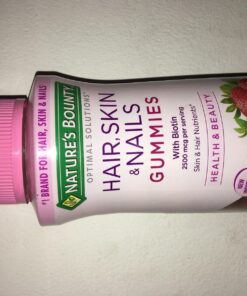 #1 BRAND FOR HAIR, SKIN & NAILS*
NATURE'S BOUNTY
OPTIMAL SOLUTIONS®
HAIR, SKIN
& NAILS
GUMMIES
With Biotin
2500 mcg per serving
Skin & Hair Nutrients*
HEALTH & BEAUTY